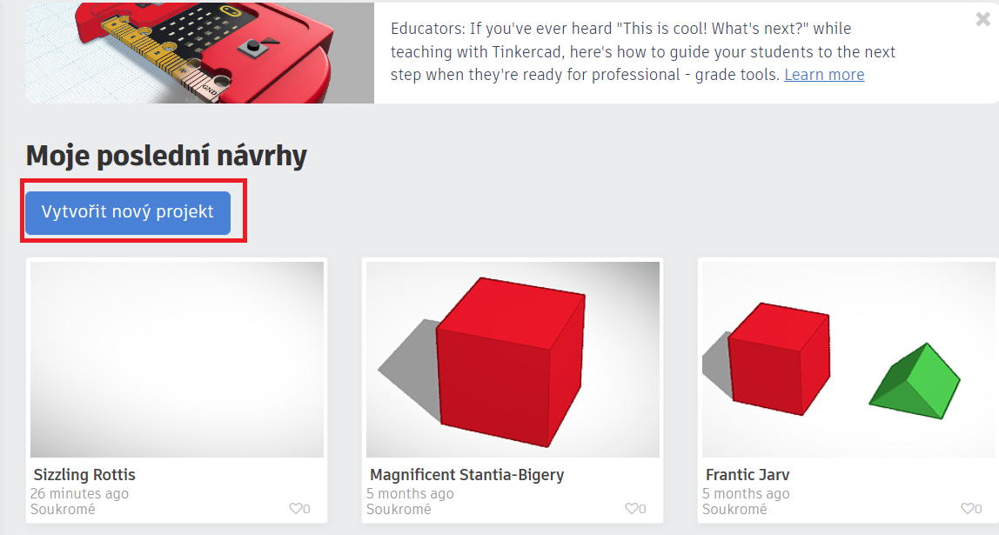 GND
Educators: If you've ever heard "This is cool! What's next?" while
teaching with Tinkercad, here's how to guide your students to the next
step when they're ready for professional - grade tools. Learn more
Moje poslední návrhy
Vytvořit nový projekt
Sizzling Rottis
26 minutes ago
Soukromé
0
Magnificent Stantia-Bigery
5 months ago
Soukromé
0
Frantic Jarv
5 months ago
Soukromé
0